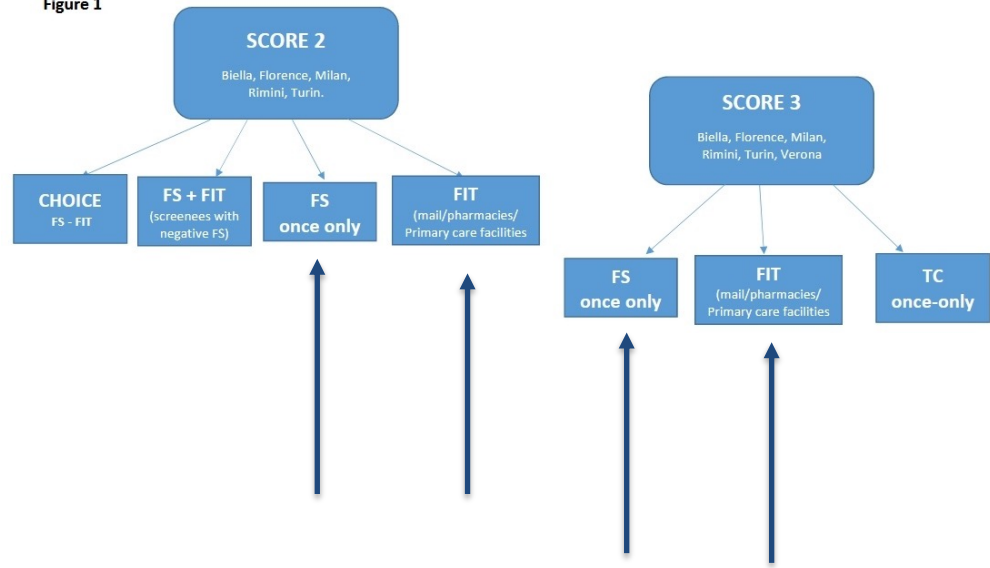 Figure 1
SCORE 2
Biella, Florence, Milan,
Rimini, Turin.
CHOICE
FS - FIT
FS + FIT
(screenees with
negative FS)
FS
once only
FIT
(mail/pharmacies/
Primary care facilities
SCORE 3
Biella, Florence, Milan,
Rimini, Turin, Verona
FS
once only
FIT
(mail/pharmacies/
Primary care facilities
TC
once-only